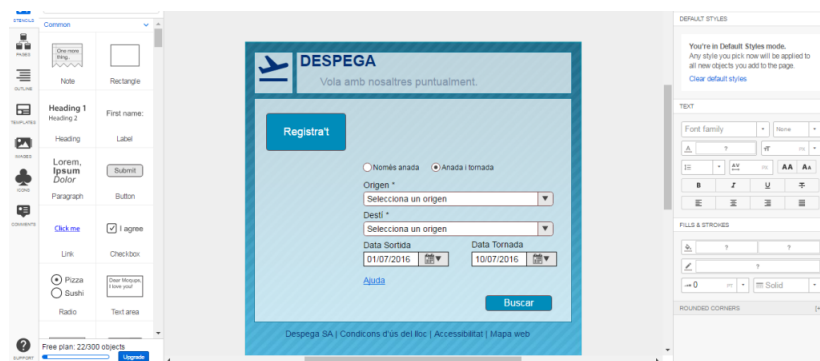 STENCILS
PAGES
OUTLINE
TEMPLATES
IMAGES
ICONS
COMMENTS
SUPPORT
Common
One more thing..
Note
Rectangle
Heading 1
Heading 2
First name:
Heading
Label
Lorem,
Ipsum
Dolor
Submit
Paragraph
Button
Click me
I agree
Link
Checkbox
Pizza
Sushi
Dear Moqups,
I love you!
Radio
Text area
Free plan: 22/300 objects
Upgrade
DESPEGA
Vola amb nosaltres puntualment.
Registra't
Només anada
Anada i tornada
Origen *
Selecciona un origen
Destí *
Selecciona un origen
Data Sortida
Data Tornada
01/07/2016
10/07/2016
Ajuda
Buscar
Despega SA | Condicons d'ús del lloc | Accessibilitat | Mapa web
DEFAULT STYLES
You're in Default Styles mode.
Any style you pick now will be applied to
all new objects you add to the page.
Clear default styles
TEXT
Font family
None
A ?
AV
AA AA
B I U T
FILLS & STROKES
? ?
?
0
Solid
ROUNDED CORNERS